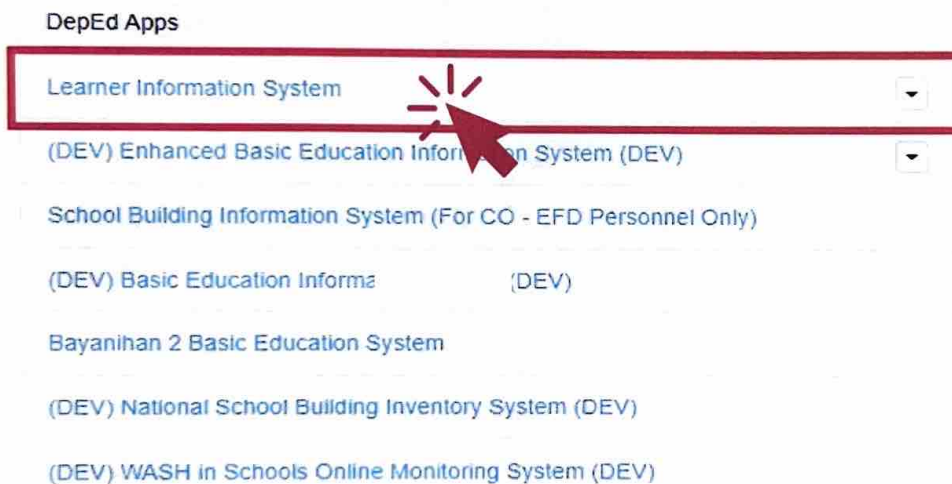 DepEd Apps
Learner Information System
(DEV) Enhanced Basic Education System (DEV)
School Building Information System (For CO - EFD Personnel Only)
(DEV) Basic Education (DEV)
Bayanihan 2 Basic Education System
(DEV) National School Building Inventory System (DEV)
(DEV) WASH in Schools Online Monitoring System (DEV)